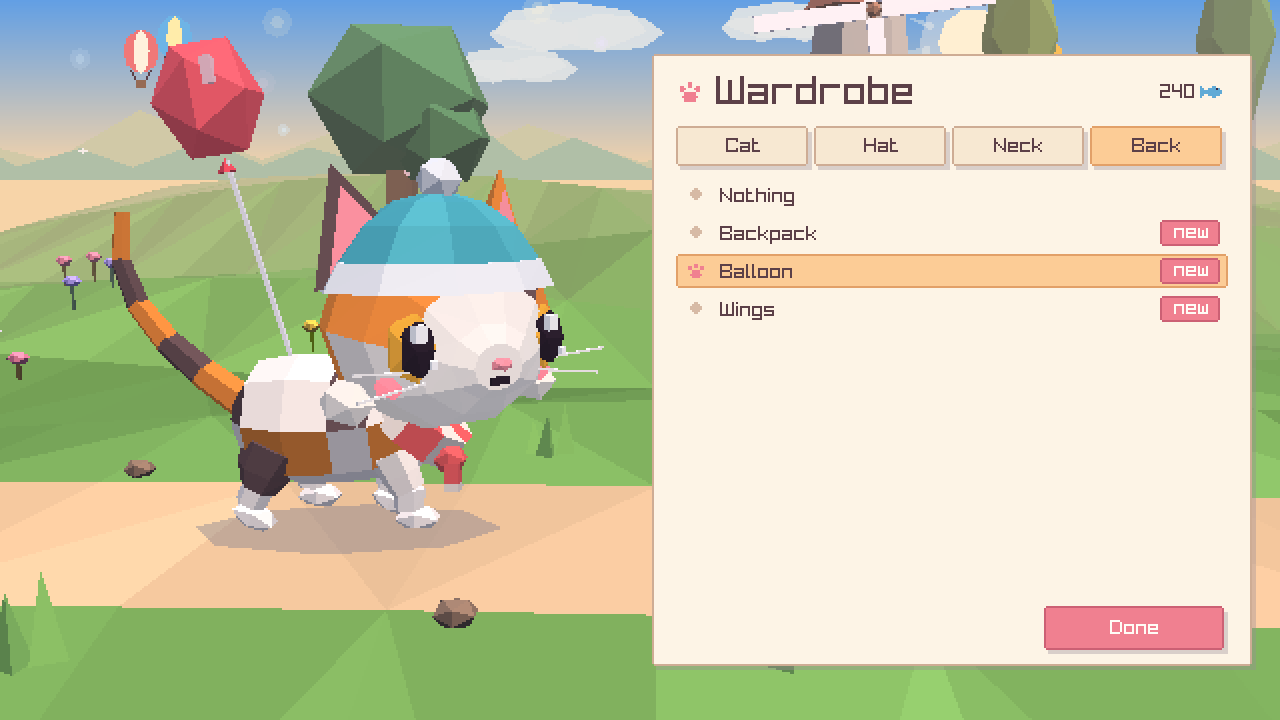 Wardrobe
240
Cat Hat Neck Back
Nothing
Backpack new
Balloon new
Wings new
Done